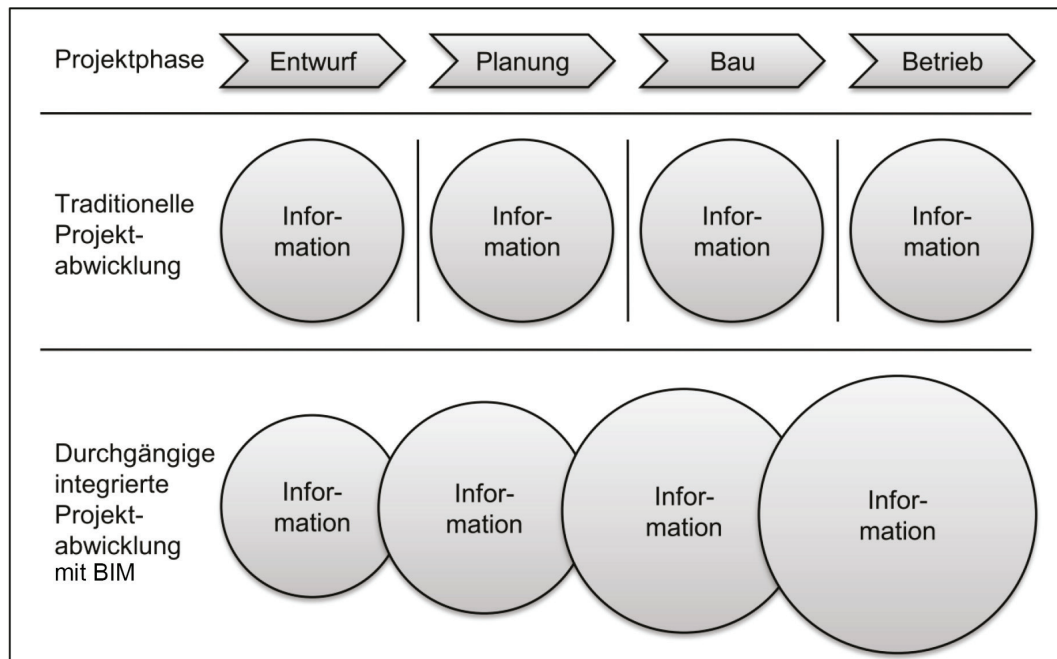 Projektphase
Entwurf
Planung
Bau
Betrieb
Traditionelle
Projekt-
abwicklung
Infor-
mation
Infor-
mation
Infor-
mation
Infor-
mation
Durchgängige
integrierte
Projekt-
abwicklung
mit BIM
Infor-
mation
Infor-
mation
Infor-
mation
Infor-
mation